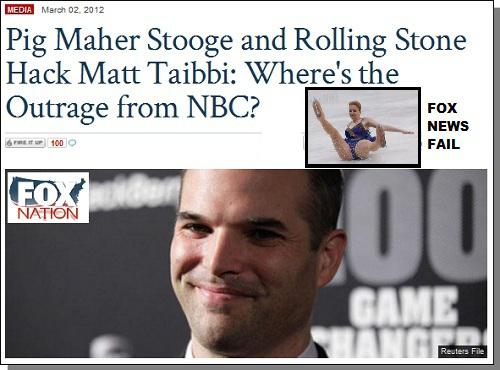 MEDIA March 02, 2012
Pig Maher Stooge and Rolling Stone
Hack Matt Taibbi: Where's the
Outrage from NBC?
FOX
NEWS
FAIL
FIRE IT UP 100
FOX
NATION
100
GAME
CHANGERS
Reuters File